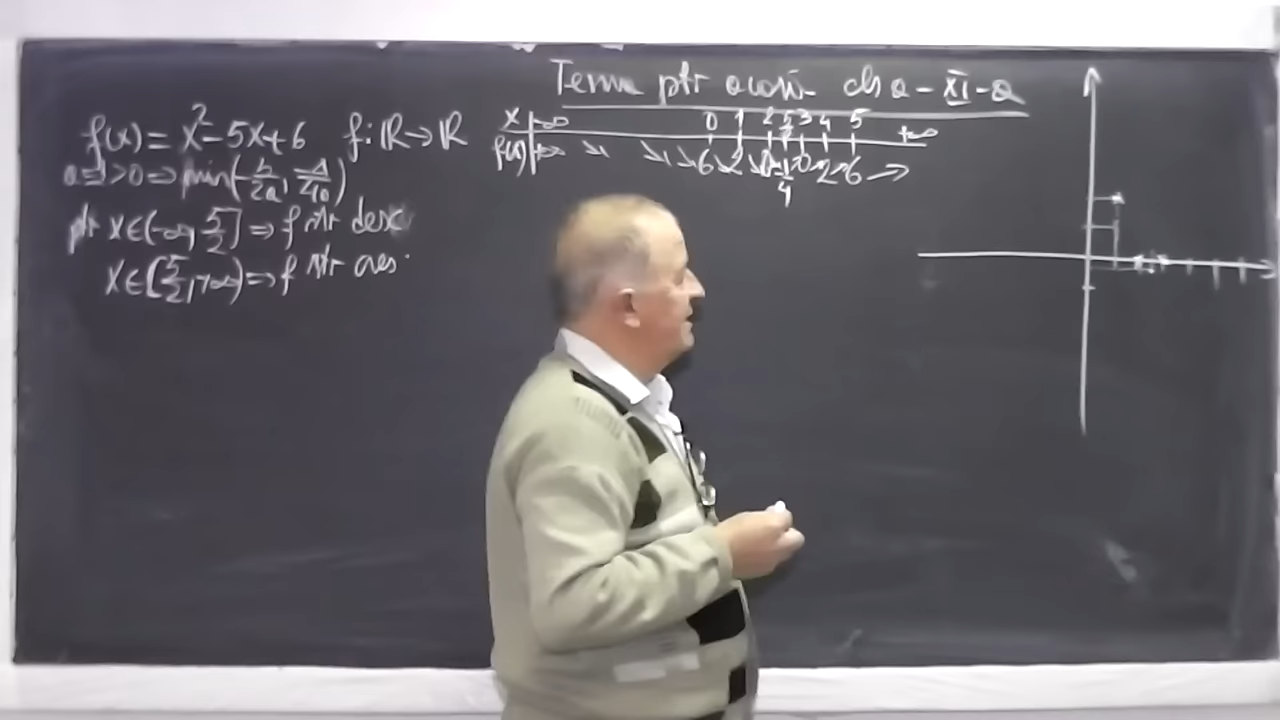 Tema ptr acasă cls a-XI-a
f(x) = x² - 5x + 6 f: ℝ → ℝ
a=1>0 ⇒ min(-b/2a, -Δ/4a)
ptr x∈(-∞, 5/2] ⇒ f str desc
x∈[5/2, +∞) ⇒ f str cres.
x | -∞ 0 1 2 5/2 3 4 5 +∞
f(x) | +∞ ↘ ↘ ↘ 6 ↘ 2 ↘ 0 -1/4 0 2 6 →